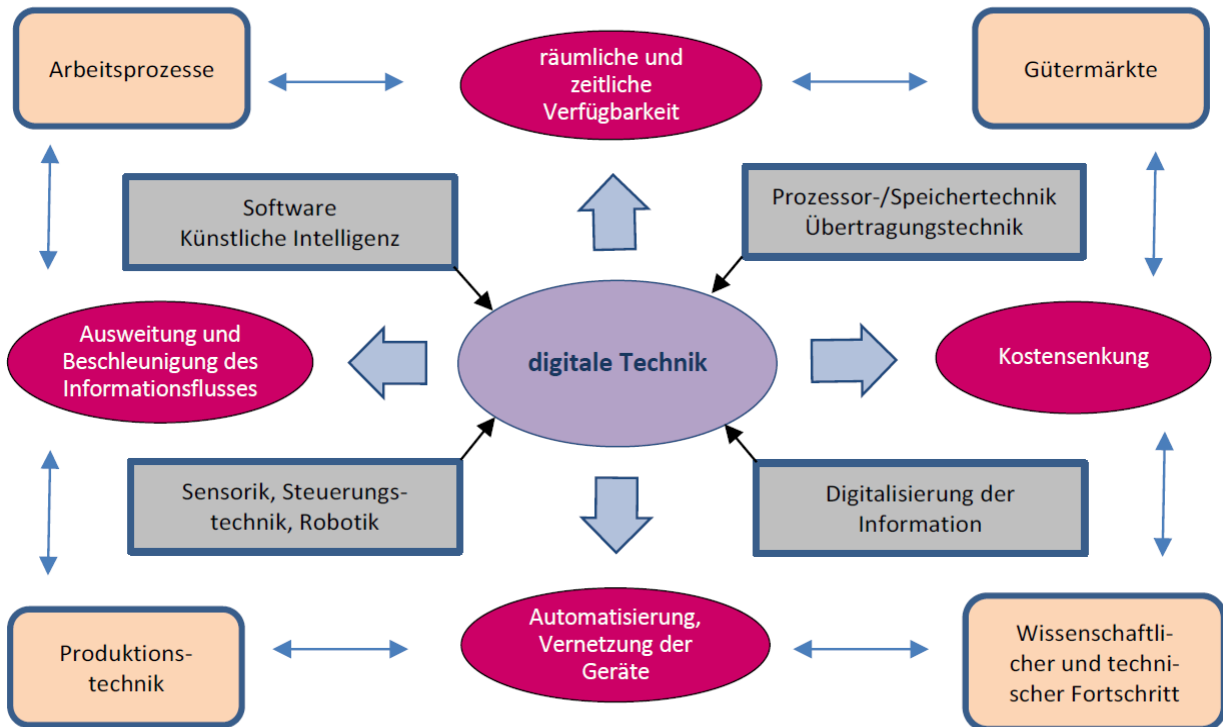 Arbeitsprozesse
räumliche und
zeitliche
Verfügbarkeit
Gütermärkte
Software
Künstliche Intelligenz
Prozessor-/Speichertechnik
Übertragungstechnik
Ausweitung und
Beschleunigung des
Informationsflusses
digitale Technik
Kostensenkung
Sensorik, Steuerungs-
technik, Robotik
Digitalisierung der
Information
Produktions-
technik
Automatisierung,
Vernetzung der
Geräte
Wissenschaftli-
cher und techni-
scher Fortschritt